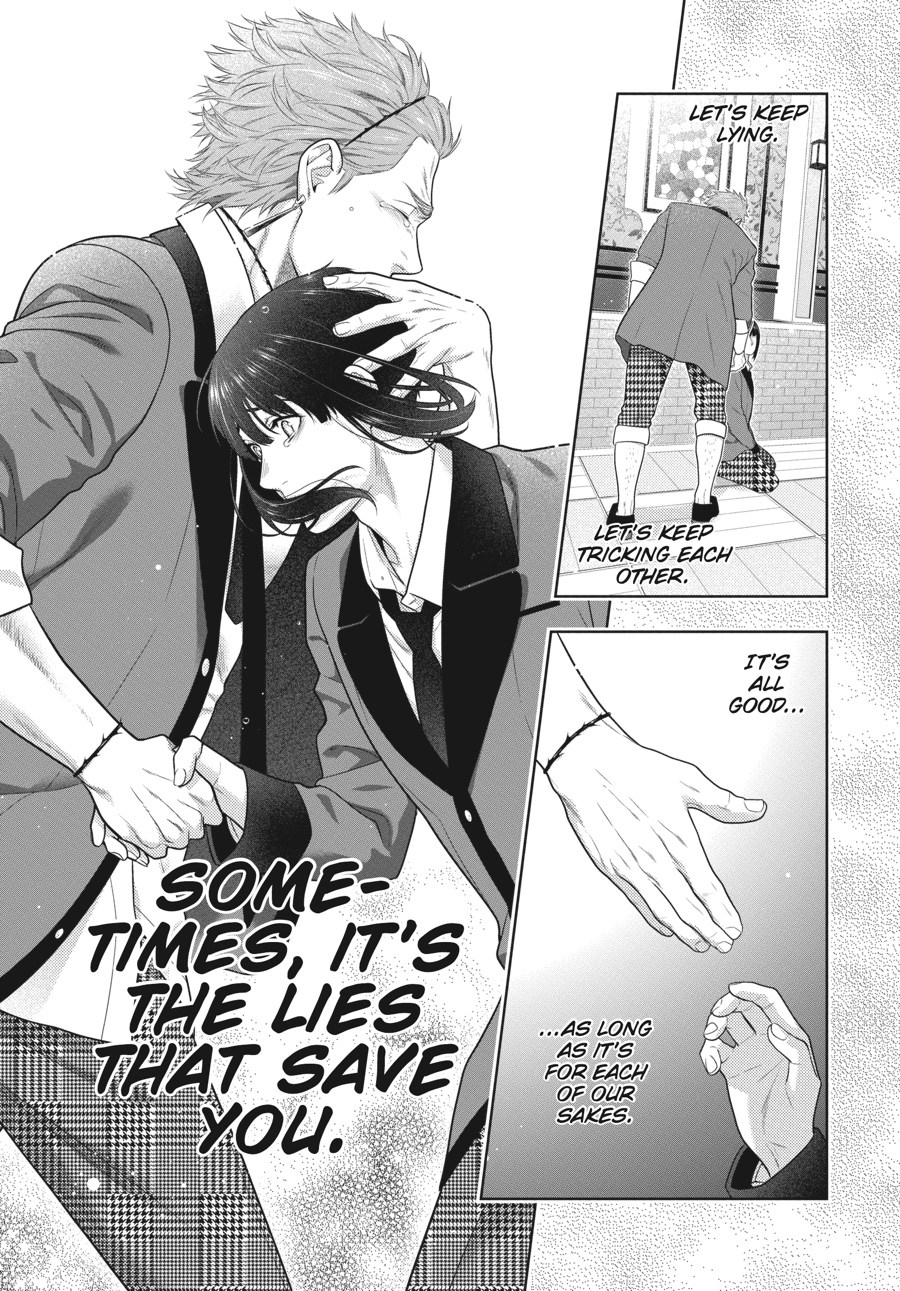 LET'S KEEP
LYING.
LET'S KEEP
TRICKING EACH
OTHER.
IT'S
ALL
GOOD...
...AS LONG
AS IT'S
FOR EACH
OF OUR
SAKES.
SOME-
TIMES, IT'S
THE LIES
THAT SAVE
YOU.